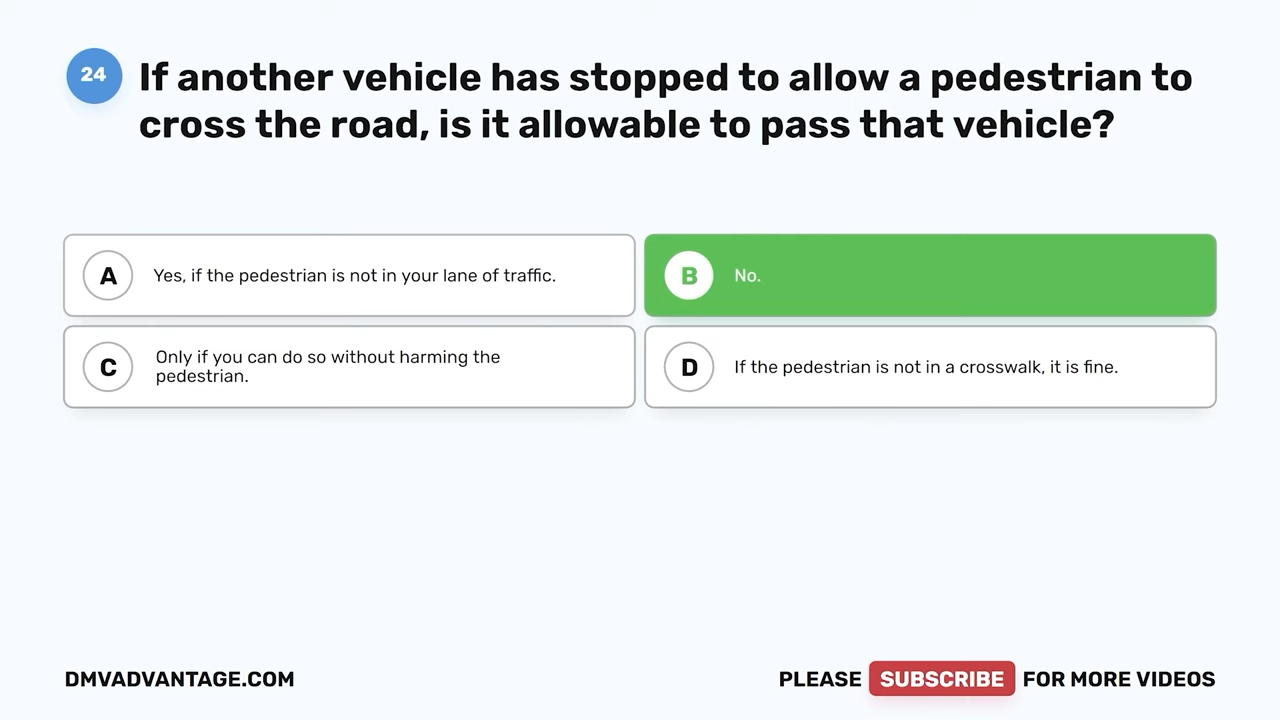 24
If another vehicle has stopped to allow a pedestrian to
cross the road, is it allowable to pass that vehicle?
A
Yes, if the pedestrian is not in your lane of traffic.
B
No.
C
Only if you can do so without harming the
pedestrian.
D
If the pedestrian is not in a crosswalk, it is fine.
DMVADVANTAGE.COM
PLEASE SUBSCRIBE FOR MORE VIDEOS